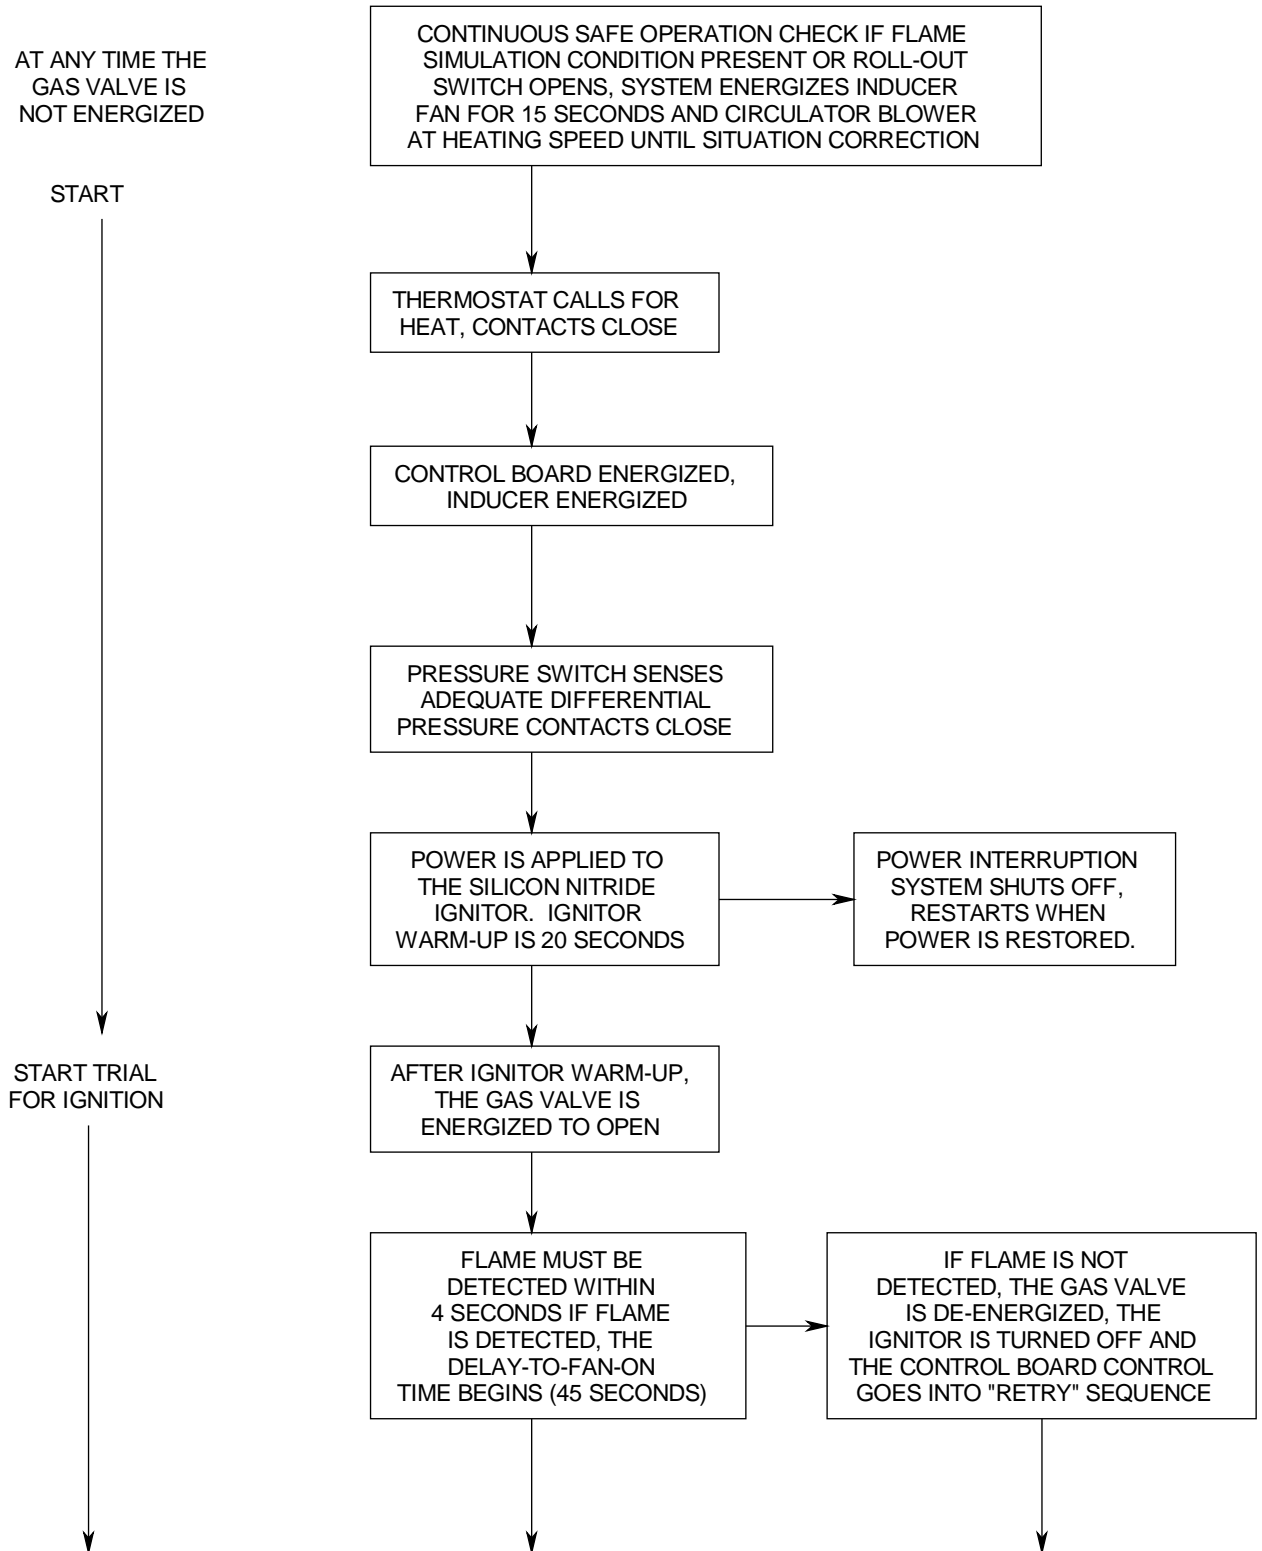 AT ANY TIME THE
GAS VALVE IS
NOT ENERGIZED
CONTINUOUS SAFE OPERATION CHECK IF FLAME
SIMULATION CONDITION PRESENT OR ROLL-OUT
SWITCH OPENS, SYSTEM ENERGIZES INDUCER
FAN FOR 15 SECONDS AND CIRCULATOR BLOWER
AT HEATING SPEED UNTIL SITUATION CORRECTION
START
THERMOSTAT CALLS FOR
HEAT, CONTACTS CLOSE
CONTROL BOARD ENERGIZED,
INDUCER ENERGIZED
PRESSURE SWITCH SENSES
ADEQUATE DIFFERENTIAL
PRESSURE CONTACTS CLOSE
POWER IS APPLIED TO
THE SILICON NITRIDE
IGNITOR. IGNITOR
WARM-UP IS 20 SECONDS
POWER INTERRUPTION
SYSTEM SHUTS OFF,
RESTARTS WHEN
POWER IS RESTORED.
START TRIAL
FOR IGNITION
AFTER IGNITOR WARM-UP,
THE GAS VALVE IS
ENERGIZED TO OPEN
FLAME MUST BE
DETECTED WITHIN
4 SECONDS IF FLAME
IS DETECTED, THE
DELAY-TO-FAN-ON
TIME BEGINS (45 SECONDS)
IF FLAME IS NOT
DETECTED, THE GAS VALVE
IS DE-ENERGIZED, THE
IGNITOR IS TURNED OFF AND
THE CONTROL BOARD CONTROL
GOES INTO "RETRY" SEQUENCE